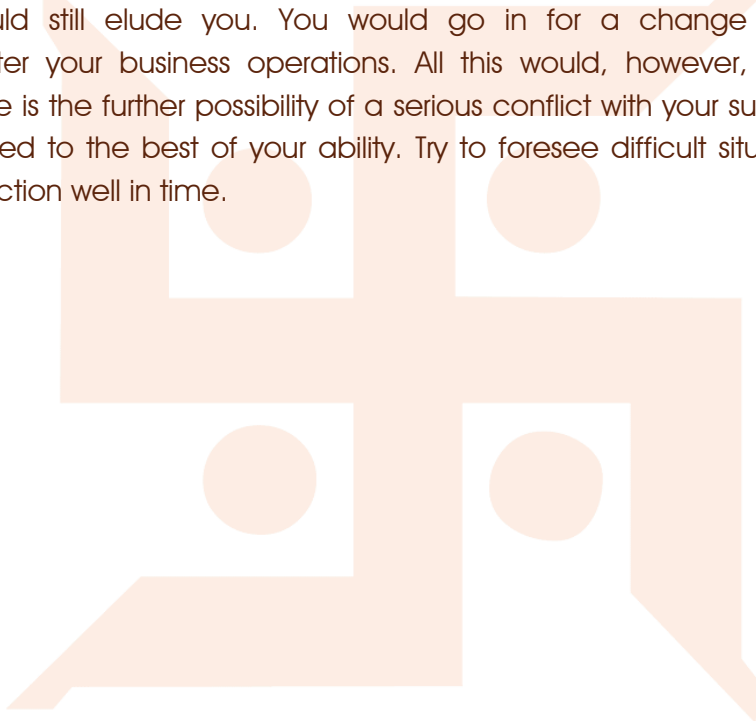 uld still elude you. You would go in for a change
ter your business operations. All this would, however,
e is the further possibility of a serious conflict with your su
ed to the best of your ability. Try to foresee difficult situ
ction well in time.